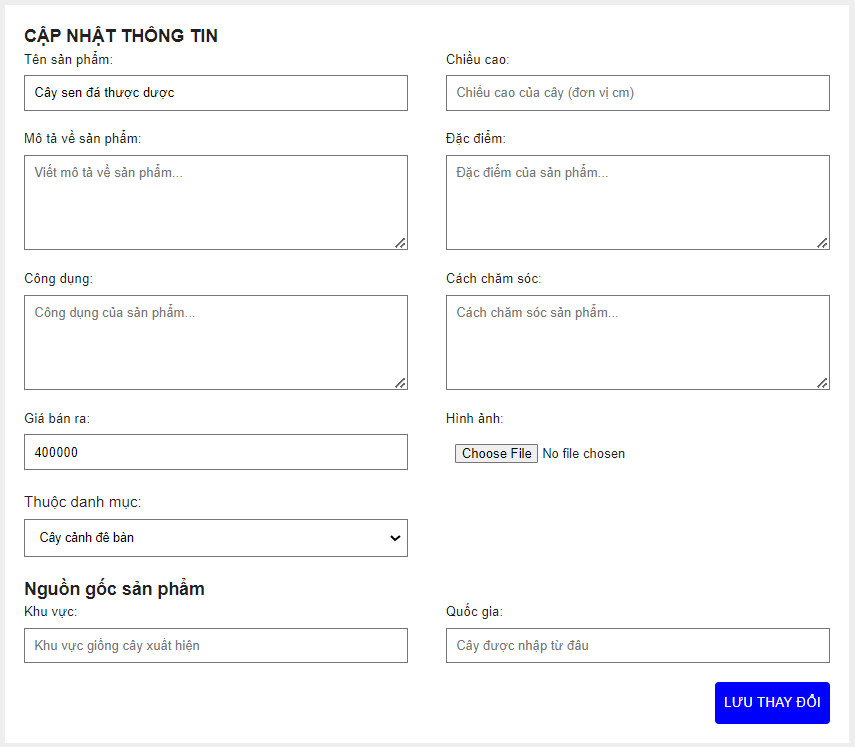 CẬP NHẬT THÔNG TIN
Tên sản phẩm:
Cây sen đá thược dược
Chiều cao:
Chiều cao của cây (đơn vị cm)
Mô tả về sản phẩm:
Viết mô tả về sản phẩm...
Đặc điểm:
Đặc điểm của sản phẩm...
Công dụng:
Công dụng của sản phẩm...
Cách chăm sóc:
Cách chăm sóc sản phẩm...
Giá bán ra:
400000
Hình ảnh:
Choose File No file chosen
Thuộc danh mục:
Cây cảnh đê bàn
Nguồn gốc sản phẩm
Khu vực:
Khu vực giống cây xuất hiện
Quốc gia:
Cây được nhập từ đâu
LƯU THAY ĐỔI